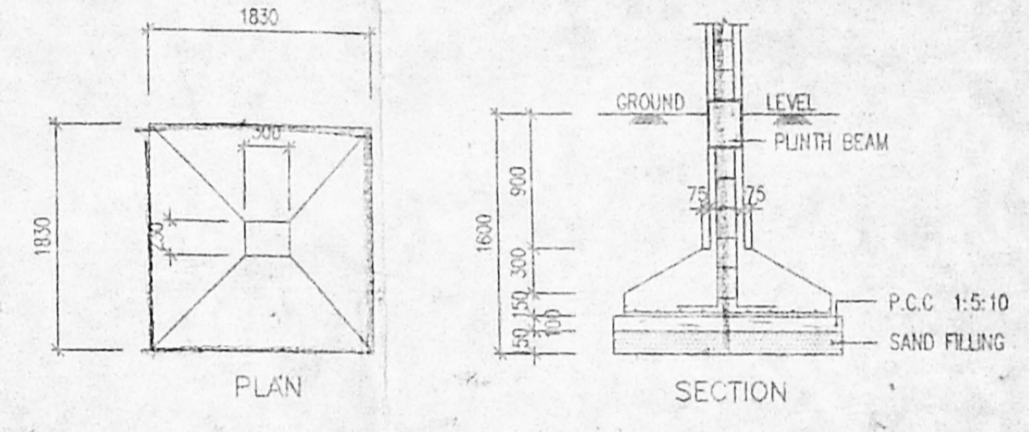 1830
300
1830
230
PLAN
GROUND LEVEL
PLINTH BEAM
75 75
900
1600
300
150
100
150
P.C.C 1:5:10
SAND FILLING
SECTION